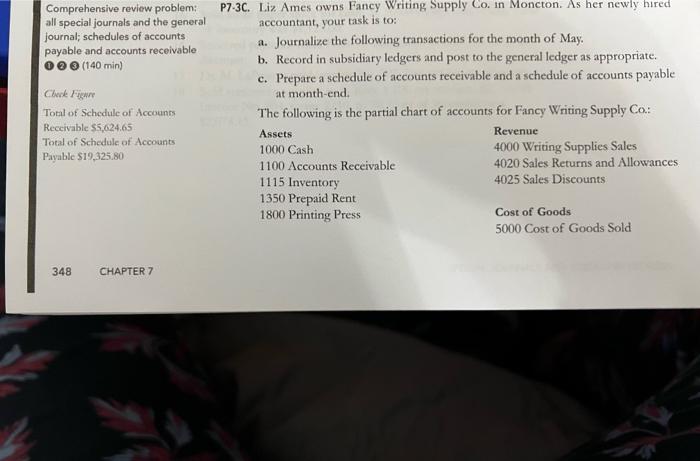 Comprehensive review problem:
all special journals and the general
journal; schedules of accounts
payable and accounts receivable
❶ ❷ ❸ (140 min)
Check Figure
Total of Schedule of Accounts
Receivable $5,624.65
Total of Schedule of Accounts
Payable $19,325.80
P7-3C. Liz Ames owns Fancy Writing Supply Co. in Moncton. As her newly hired
accountant, your task is to:
a. Journalize the following transactions for the month of May.
b. Record in subsidiary ledgers and post to the general ledger as appropriate.
c. Prepare a schedule of accounts receivable and a schedule of accounts payable
at month-end.
The following is the partial chart of accounts for Fancy Writing Supply Co.:
Assets
1000 Cash
1100 Accounts Receivable
1115 Inventory
1350 Prepaid Rent
1800 Printing Press
Revenue
4000 Writing Supplies Sales
4020 Sales Returns and Allowances
4025 Sales Discounts
Cost of Goods
5000 Cost of Goods Sold
348 CHAPTER 7